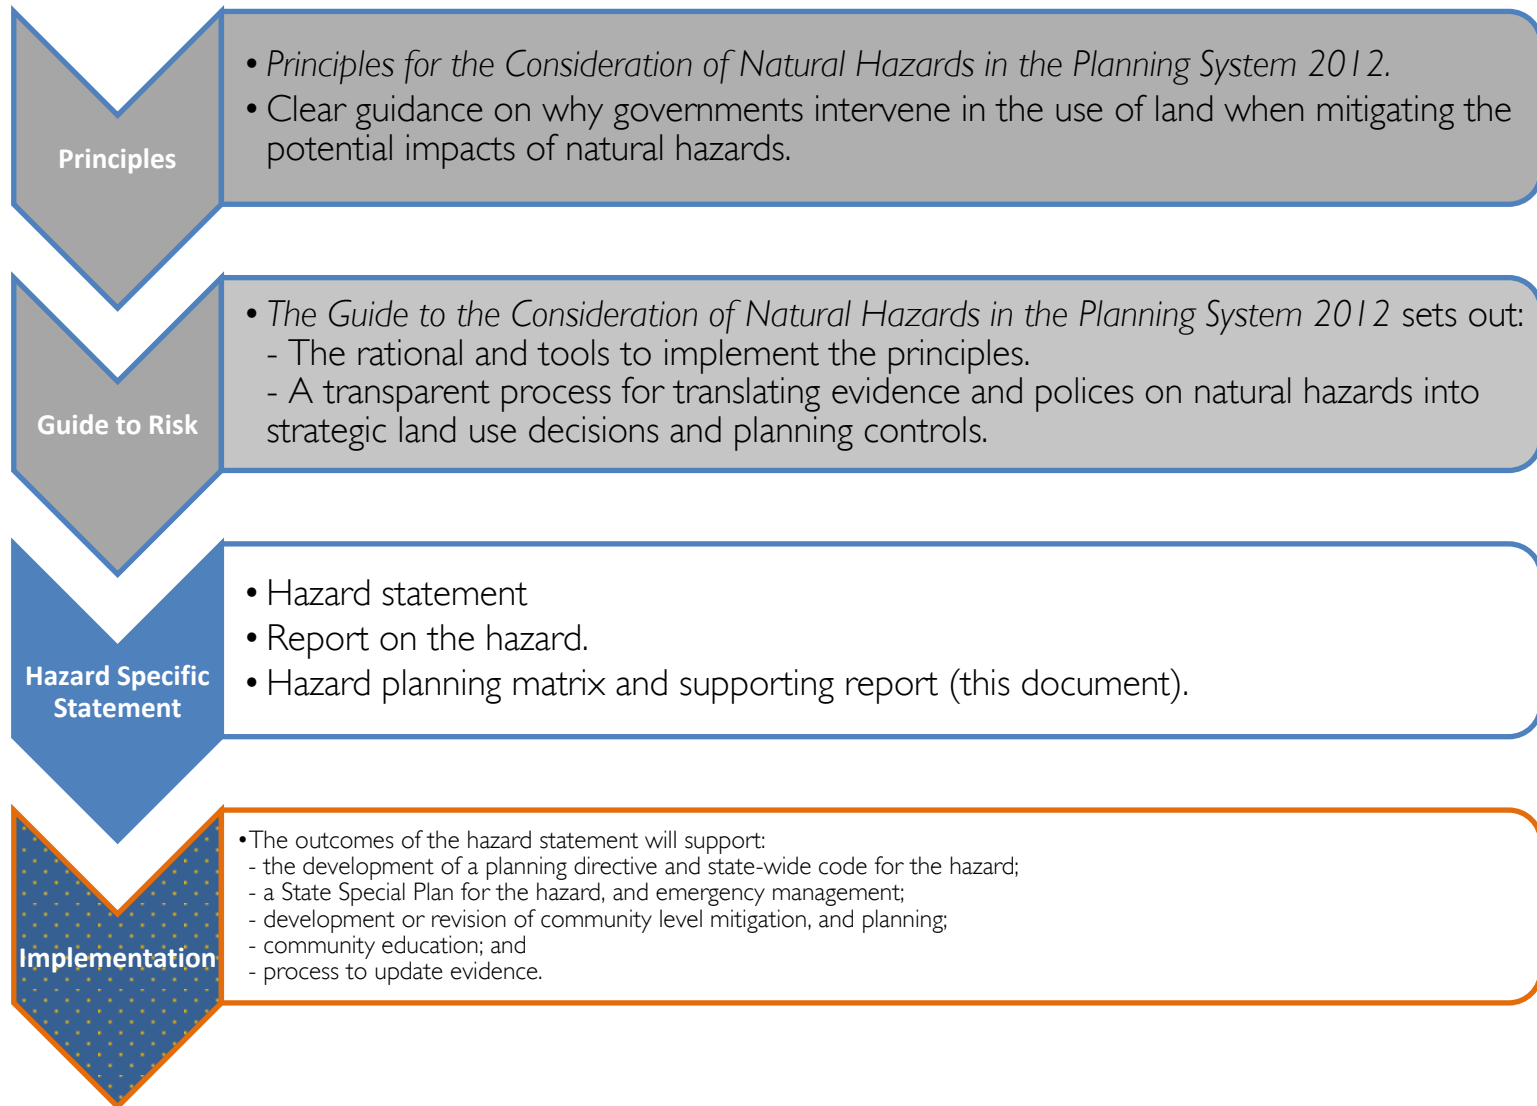 Principles
• Principles for the Consideration of Natural Hazards in the Planning System 2012.
• Clear guidance on why governments intervene in the use of land when mitigating the
potential impacts of natural hazards.
Guide to Risk
• The Guide to the Consideration of Natural Hazards in the Planning System 2012 sets out:
- The rational and tools to implement the principles.
- A transparent process for translating evidence and polices on natural hazards into
strategic land use decisions and planning controls.
Hazard Specific
Statement
• Hazard statement
• Report on the hazard.
• Hazard planning matrix and supporting report (this document).
Implementation
•The outcomes of the hazard statement will support:
- the development of a planning directive and state-wide code for the hazard;
- a State Special Plan for the hazard, and emergency management;
- development or revision of community level mitigation, and planning;
- community education; and
- process to update evidence.